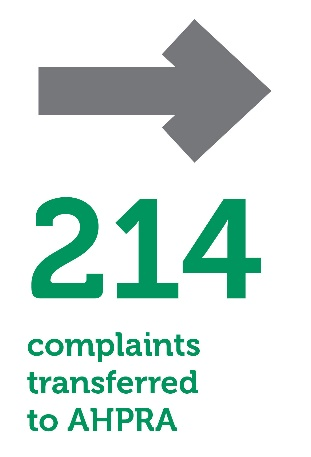 214
complaints
transferred
to AHPRA